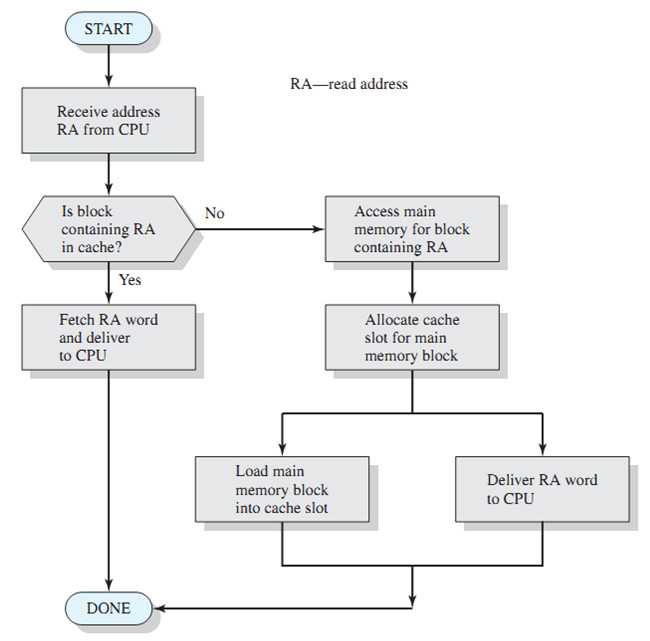 START
RA—read address
Receive address
RA from CPU
Is block
containing RA
in cache?
No
Access main
memory for block
containing RA
Yes
Fetch RA word
and deliver
to CPU
Allocate cache
slot for main
memory block
Load main
memory block
into cache slot
Deliver RA word
to CPU
DONE